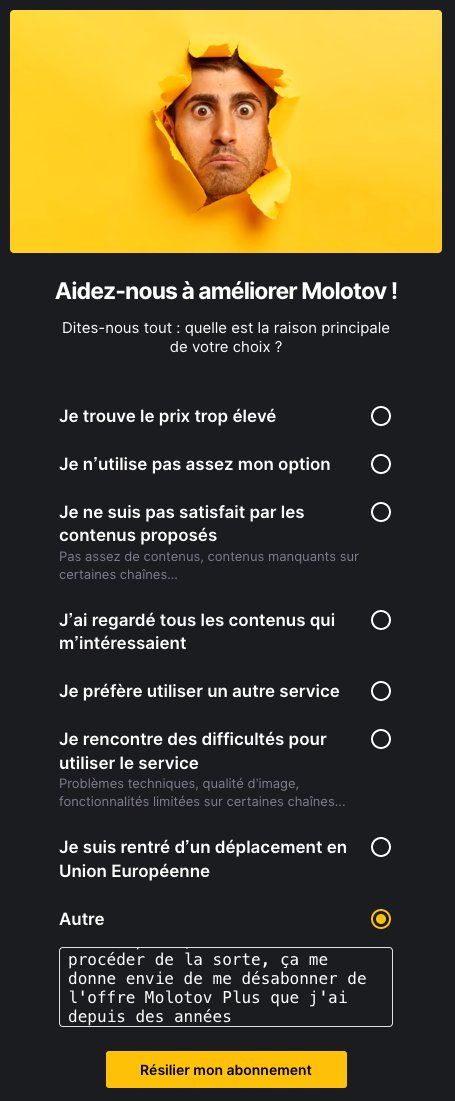 Aidez-nous à améliorer Molotov !
Dites-nous tout : quelle est la raison principale
de votre choix ?
Je trouve le prix trop élevé
Je n’utilise pas assez mon option
Je ne suis pas satisfait par les
contenus proposés
Pas assez de contenus, contenus manquants sur
certaines chaînes...
J’ai regardé tous les contenus qui
m’intéressaient
Je préfère utiliser un autre service
Je rencontre des difficultés pour
utiliser le service
Problèmes techniques, qualité d'image,
fonctionnalités limitées sur certaines chaînes...
Je suis rentré d’un déplacement en
Union Européenne
Autre
procéder de la sorte, ça me
donne envie de me désabonner de
l'offre Molotov Plus que j'ai
depuis des années
Résilier mon abonnement